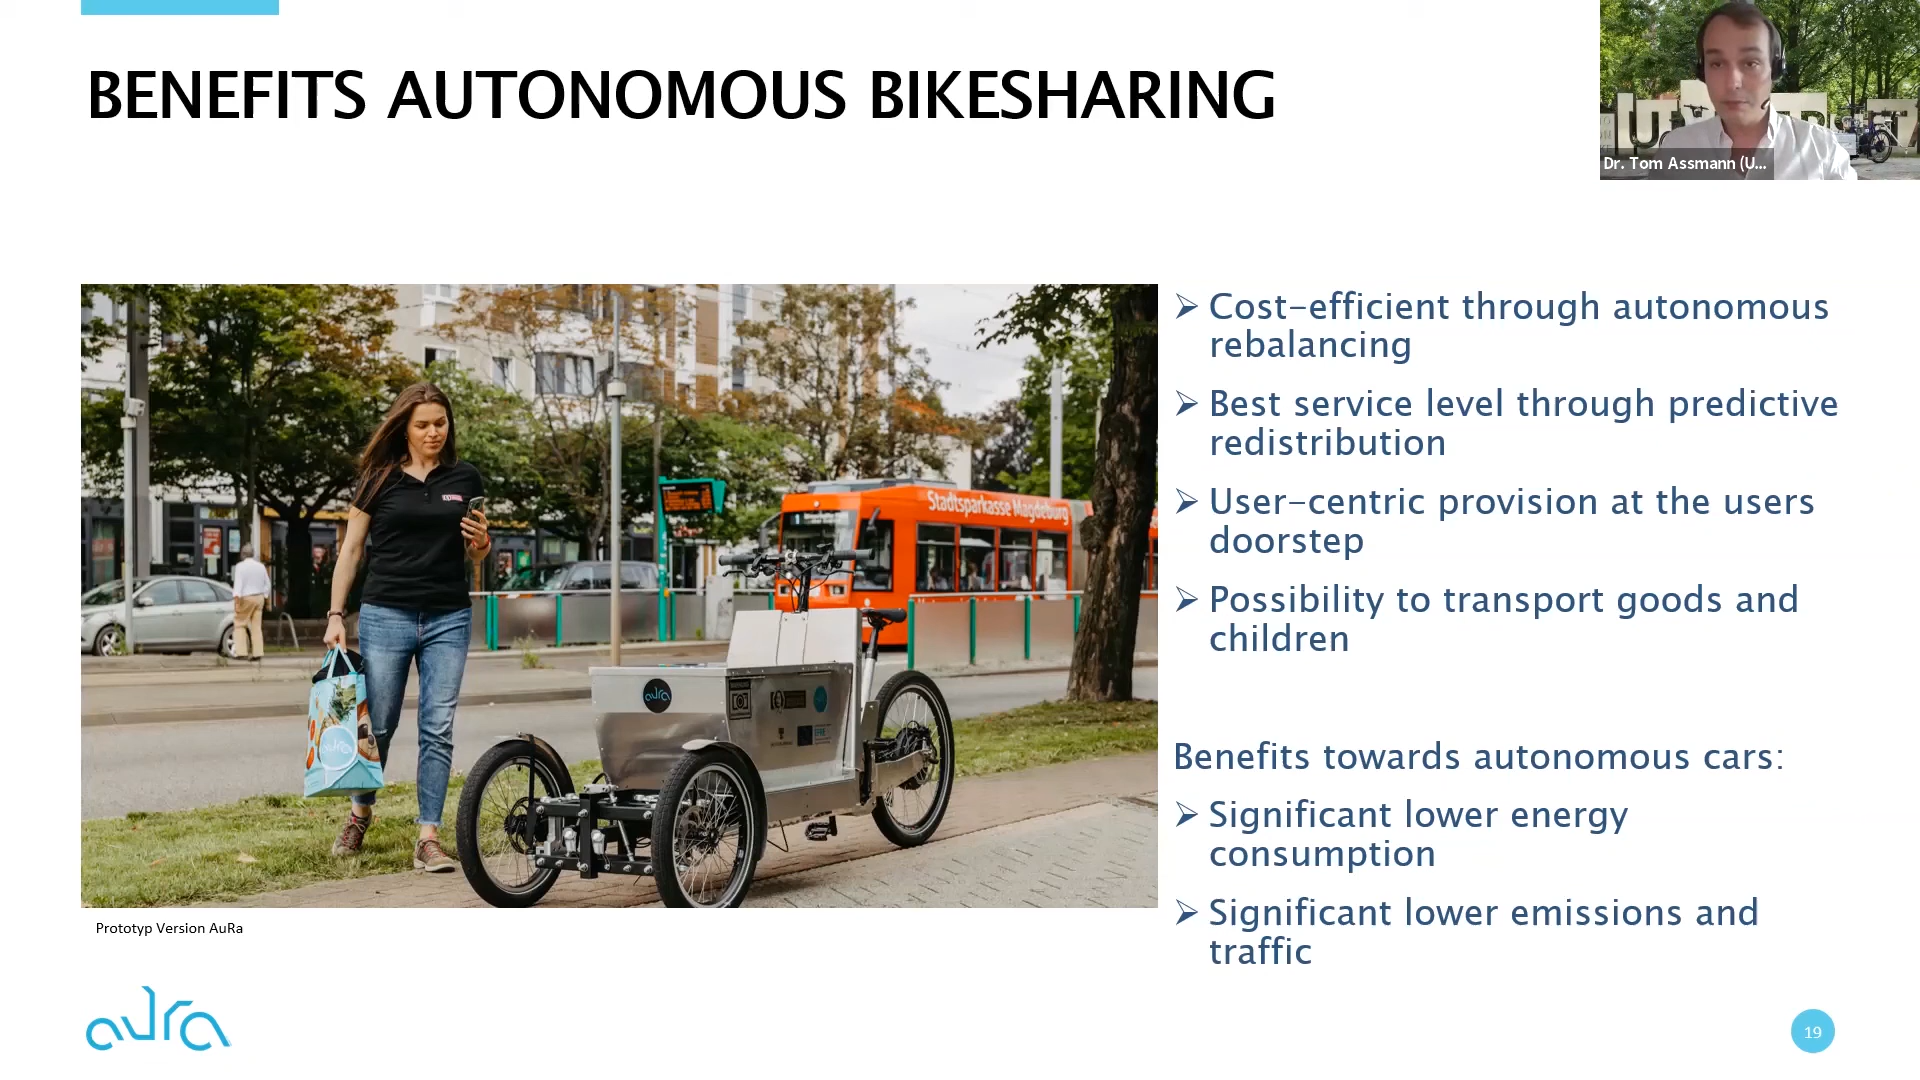 BENEFITS AUTONOMOUS BIKESHARING
Dr. Tom Assmann (U...
Stadtsparkasse Magdeburg
aura
aura
Cost-efficient through autonomous
rebalancing
Best service level through predictive
redistribution
User-centric provision at the users
doorstep
Possibility to transport goods and
children
Benefits towards autonomous cars:
Significant lower energy
consumption
Significant lower emissions and
traffic
Prototyp Version AuRa
aura
19